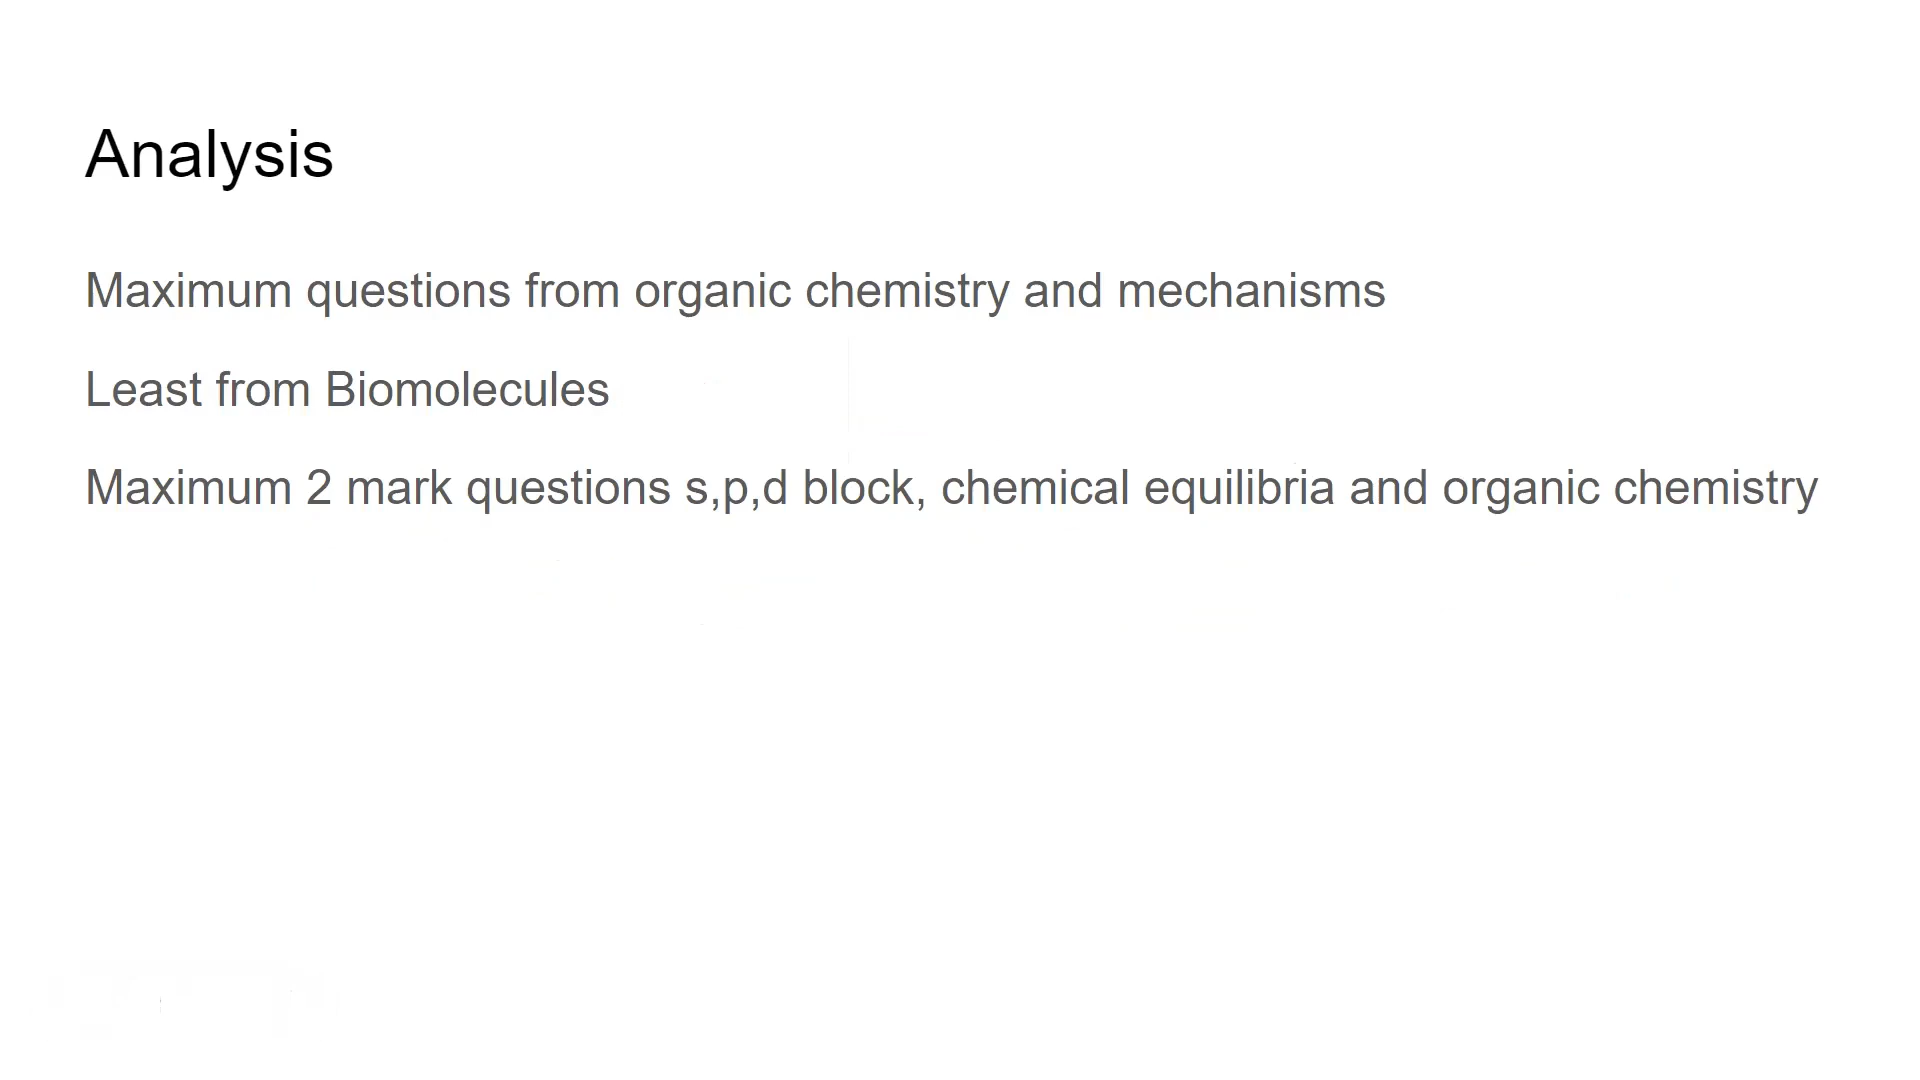 Analysis
Maximum questions from organic chemistry and mechanisms
Least from Biomolecules
Maximum 2 mark questions s,p,d block, chemical equilibria and organic chemistry